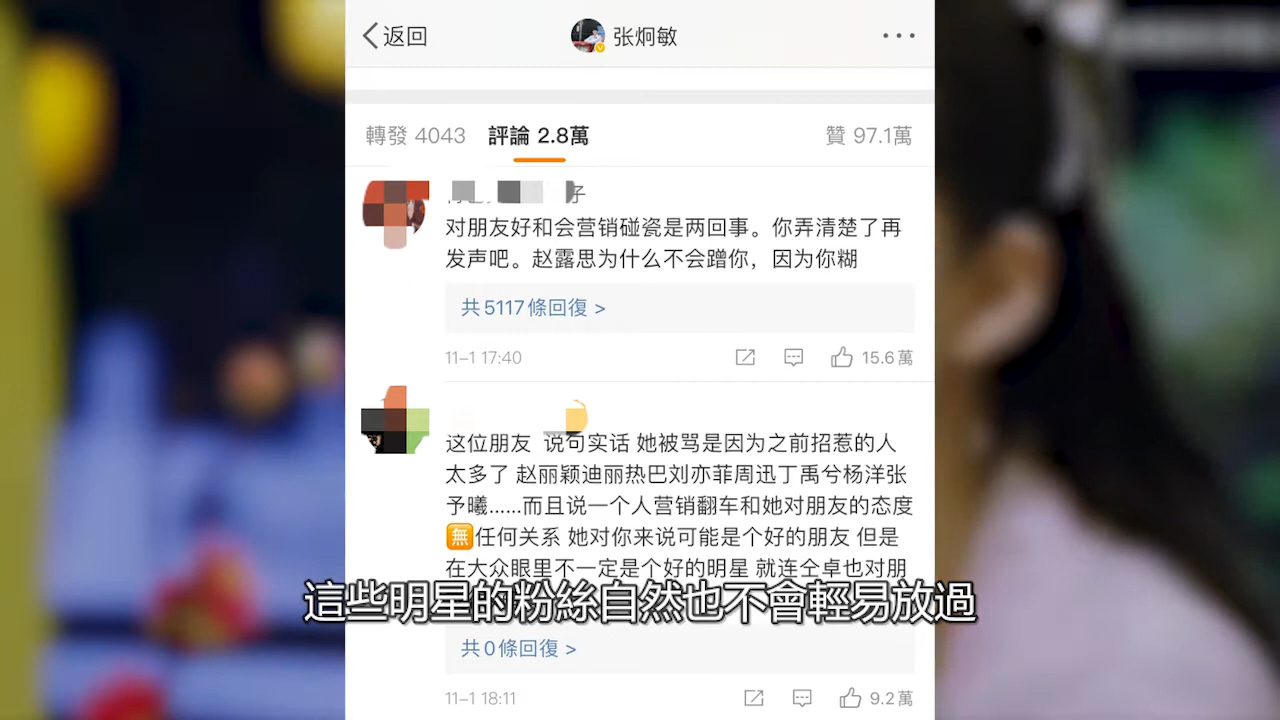 返回
张炯敏
轉發 4043 評論 2.8萬 贊 97.1萬
子
对朋友好和会营销碰瓷是两回事。你弄清楚了再
发声吧。赵露思为什么不会蹭你，因为你糊
共5117條回復 >
11-1 17:40 15.6萬
这位朋友 说句实话 她被骂是因为之前招惹的人
太多了 赵丽颖迪丽热巴刘亦菲周迅丁禹兮杨洋张
予曦......而且说一个人营销翻车和她对朋友的态度
無任何关系 她对你来说可能是个好的朋友 但是
在大众眼里不一定是个好的明星 就连仝卓也对朋
這些明星的粉絲自然也不會輕易放過
共0條回復 >
11-1 18:11 9.2萬